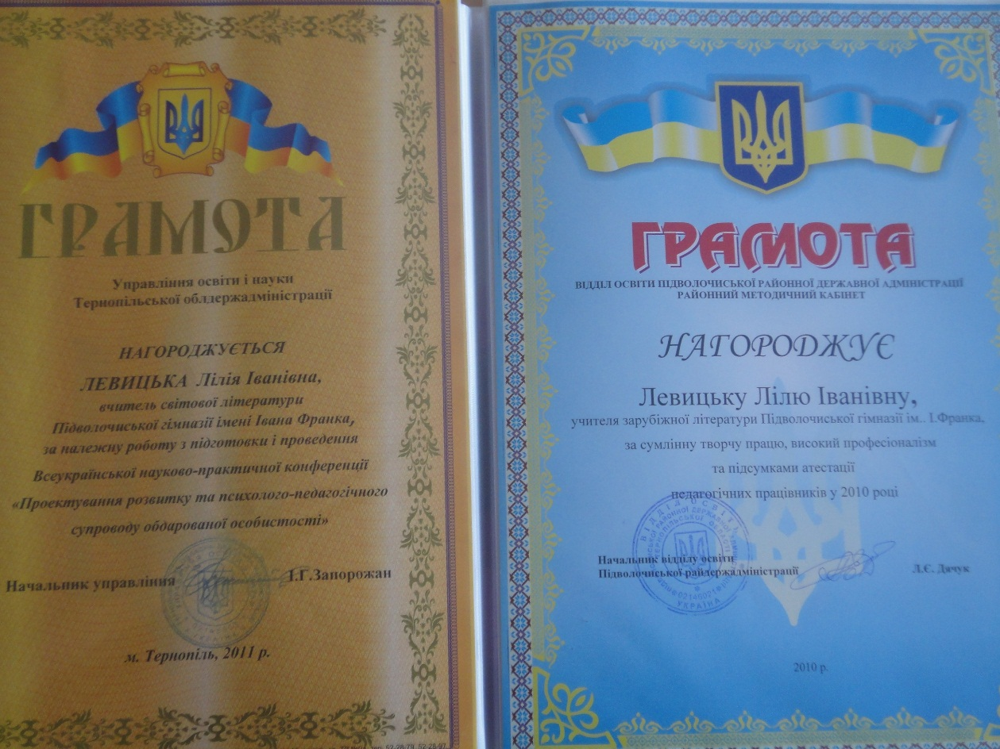 ГРАМОТА
Управління освіти і науки
Тернопільської облдержадміністрації
НАГОРОДЖУЄТЬСЯ
ЛЕВИЦЬКА Лілія Іванівна,
вчитель світової літератури
Підволочиської гімназії імені Івана Франка,
за належну роботу з підготовки і проведення
Всеукраїнської науково-практичної конференції
«Проектування розвитку та психолого-педагогічного
супроводу обдарованої особистості»
Начальник управління І.Г.Запорожан
м. Тернопіль, 2011 р.
ГРАМОТА
ВІДДІЛ ОСВІТИ ПІДВОЛОЧИСЬКОЇ РАЙОННОЇ ДЕРЖАВНОЇ АДМІНІСТРАЦІЇ
РАЙОННИЙ МЕТОДИЧНИЙ КАБІНЕТ
НАГОРОДЖУЄ
Левицьку Лілю Іванівну,
учителя зарубіжної літератури Підволочиської гімназії ім.. І.Франка,
за сумлінну творчу працю, високий професіоналізм
та підсумками атестації
педагогічних працівників у 2010 році
ВІДДІЛ ОСВІТИ
УКРАЇНА
Начальник відділу освіти
Підволочиської райдержадміністрації Л.Є. Дячук
2010 р.